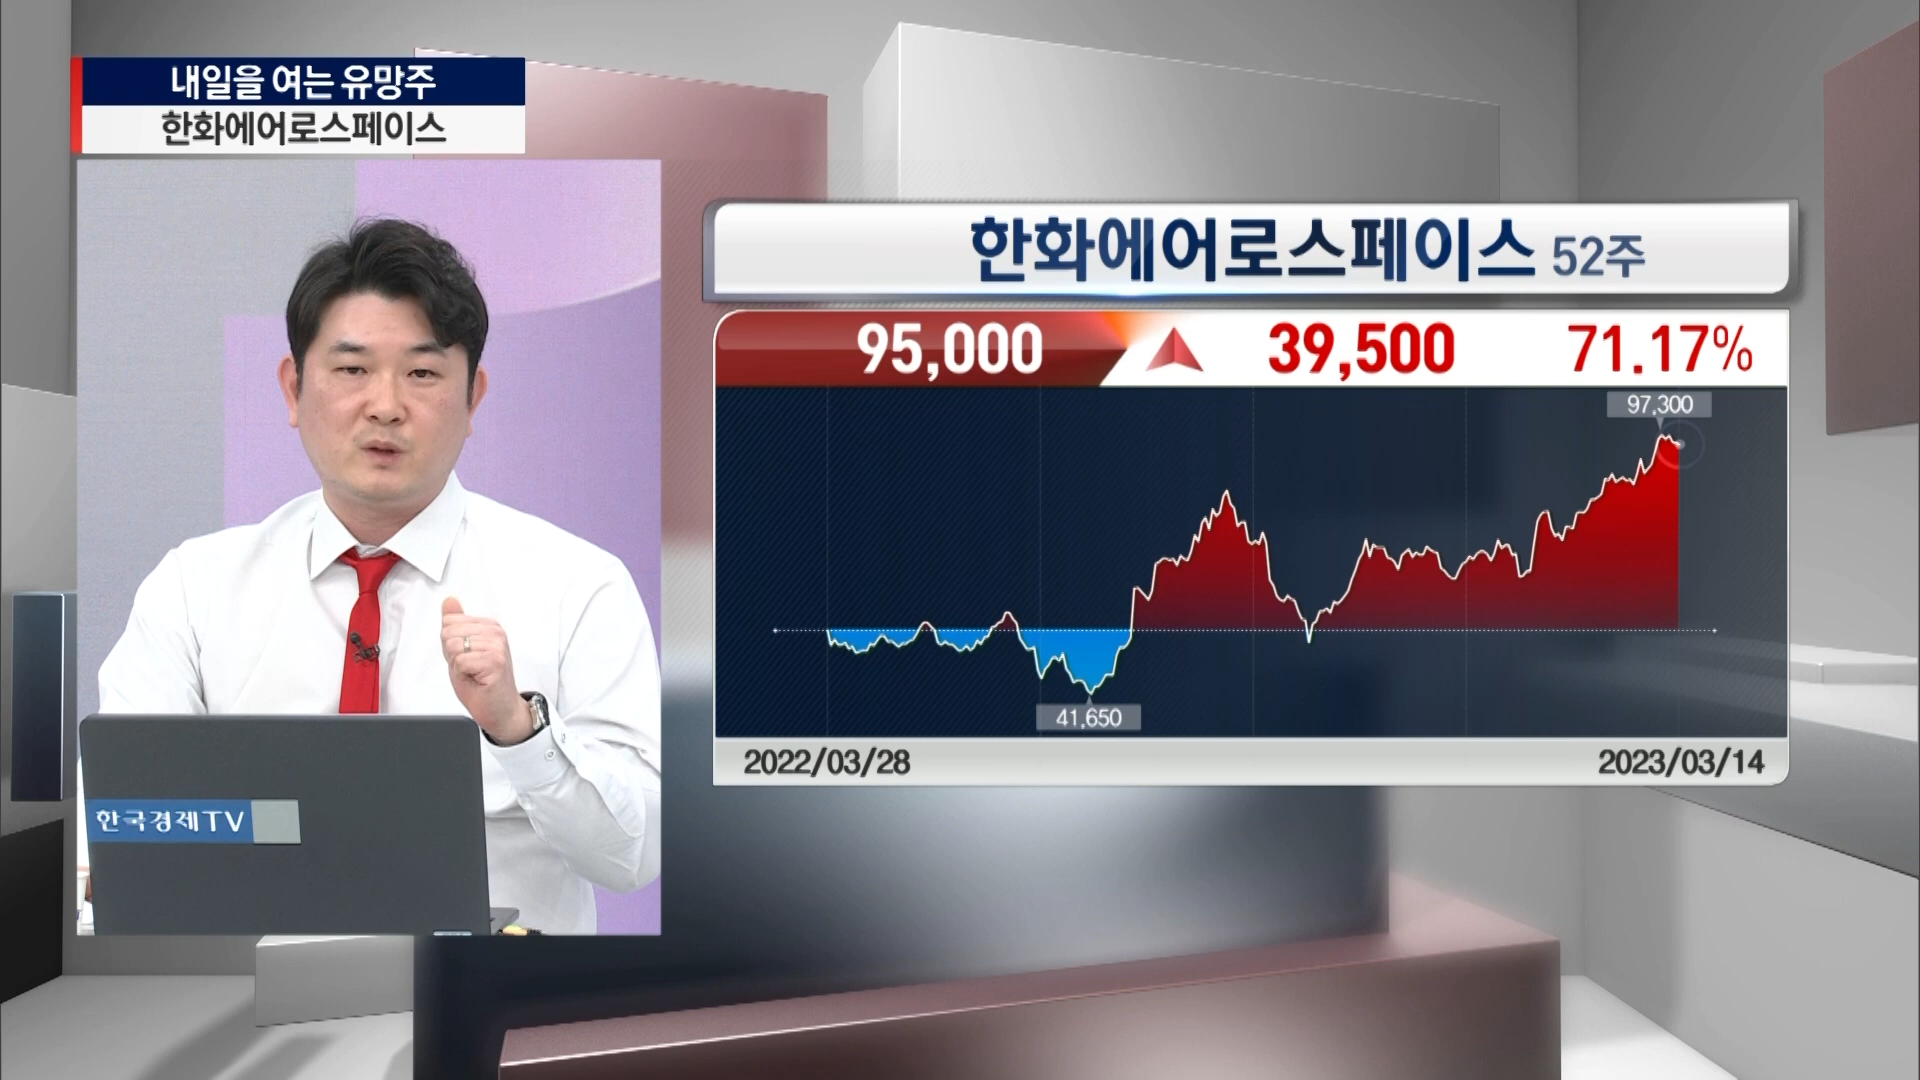 내일을 여는 유망주
한화에어로스페이스
한화에어로스페이스 52주
95,000 39,500 71.17%
97,300
41,650
2022/03/28 2023/03/14
한국경제TV